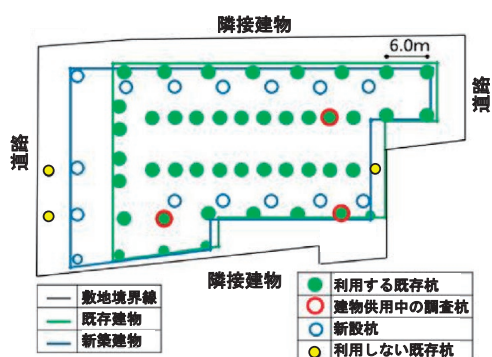 隣接建物
6.0m
道路
道路
隣接建物
敷地境界線
既存建物
新築建物
利用する既存杭
建物供用中の調査杭
新設杭
利用しない既存杭